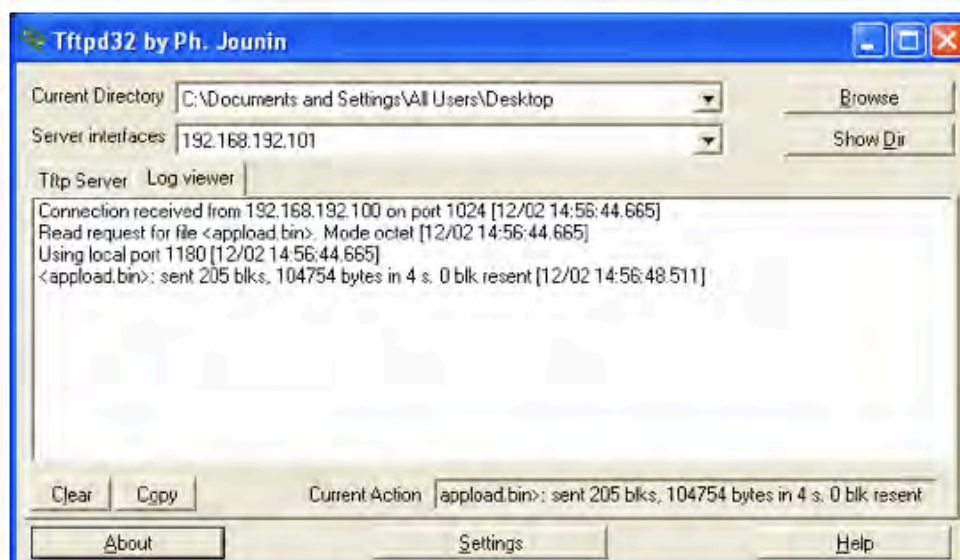 Tftpd32 by Ph. Jounin
Current Directory C:\Documents and Settings\All Users\Desktop Browse
Server interfaces 192.168.192.101 Show Dir
Tftp Server Log viewer
Connection received from 192.168.192.100 on port 1024 [12/02 14:56:44.665]
Read request for file <appload.bin>. Mode octet [12/02 14:56:44.665]
Using local port 1180 [12/02 14:56:44.665]
<appload.bin>: sent 205 blks, 104754 bytes in 4 s. 0 blk resent [12/02 14:56:48.511]
Clear Copy Current Action appload.bin>: sent 205 blks, 104754 bytes in 4 s. 0 blk resent
About Settings Help